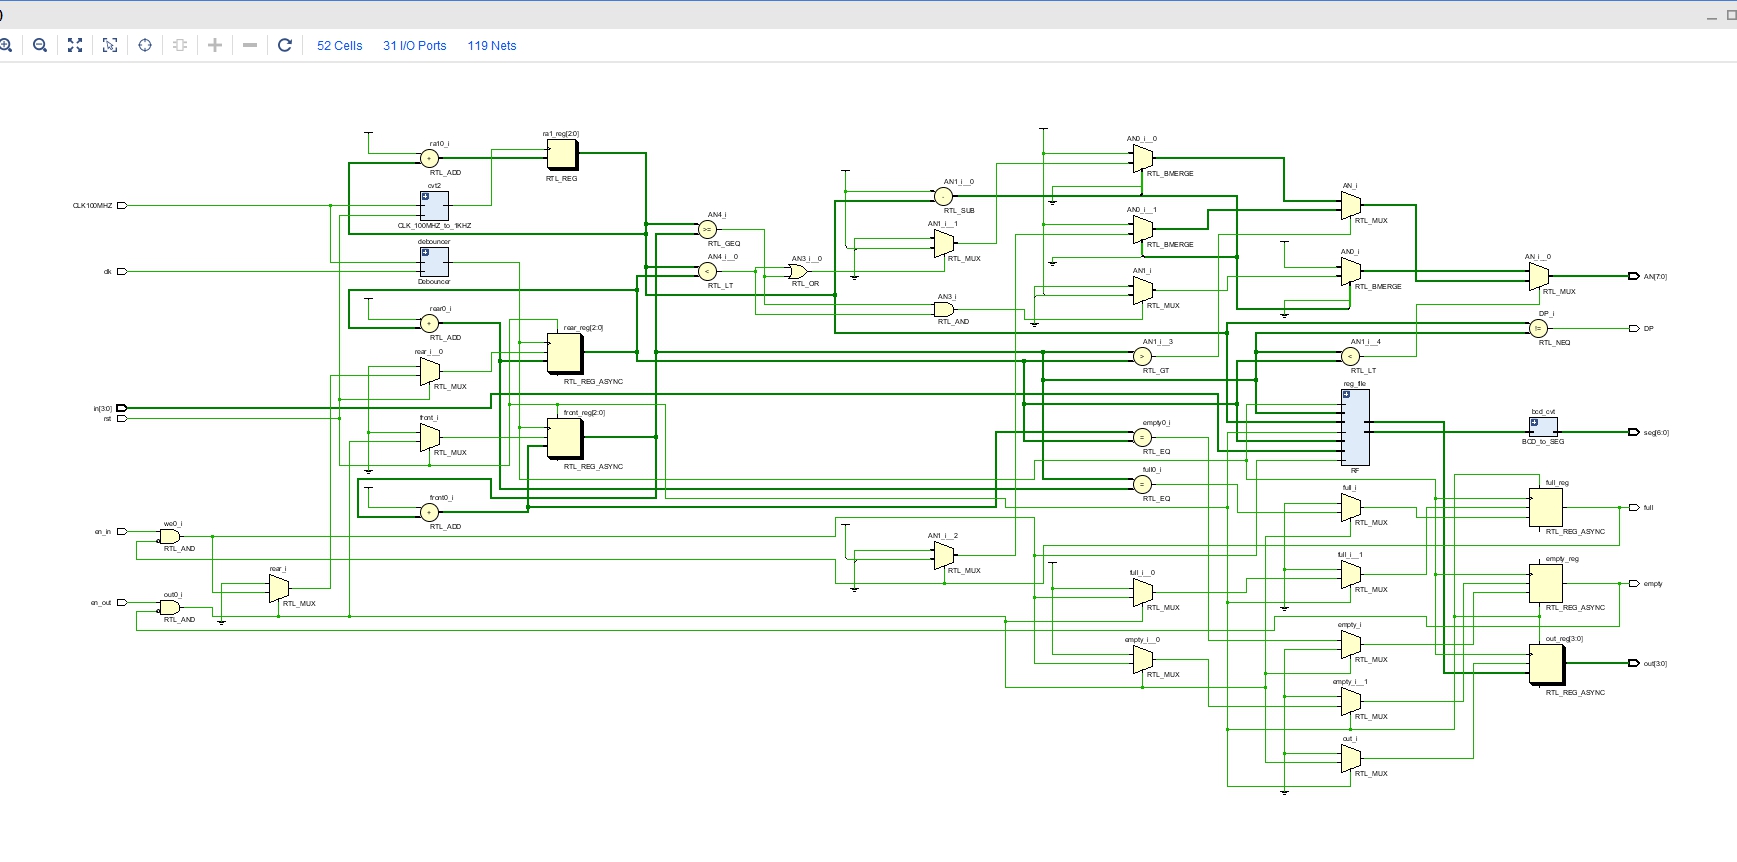 )
52 Cells 31 I/O Ports 119 Nets
ra1_reg[2:0]
RTL_REG
ra10_i
+
RTL_ADD
cvt2
CLK_100MHZ_to_1KHZ
CLK100MHZ
debouncer
Debouncer
clk
rear0_i
+
RTL_ADD
rear_reg[2:0]
RTL_REG_ASYNC
rear_i__0
RTL_MUX
in[3:0]
rst
front_i
RTL_MUX
front_reg[2:0]
RTL_REG_ASYNC
front0_i
+
RTL_ADD
en_in
we0_i
RTL_AND
rear_i
RTL_MUX
en_out
out0_i
RTL_AND
AN4_i
>=
RTL_GEQ
AN4_i__0
<
RTL_LT
AN3_i__0
RTL_OR
AN1_i__0
-
RTL_SUB
AN1_i__1
RTL_MUX
AN3_i
RTL_AND
AN1_i__2
RTL_MUX
AN0_i__0
RTL_BMERGE
AN0_i__1
RTL_BMERGE
AN1_i
RTL_MUX
AN1_i__3
>
RTL_GT
empty0_i
=
RTL_EQ
full0_i
=
RTL_EQ
full_i__0
RTL_MUX
empty_i__0
RTL_MUX
AN_i
RTL_MUX
AN0_i
RTL_BMERGE
AN1_i__4
<
RTL_LT
reg_file
RF
full_i
RTL_MUX
full_i__1
RTL_MUX
empty_i
RTL_MUX
empty_i__1
RTL_MUX
out_i
RTL_MUX
AN_i__0
RTL_MUX
AN[7:0]
DP_i
!=
RTL_NEQ
DP
bcd_cvt
BCD_to_SEG
seg[6:0]
full_reg
RTL_REG_ASYNC
full
empty_reg
RTL_REG_ASYNC
empty
out_reg[3:0]
RTL_REG_ASYNC
out[3:0]